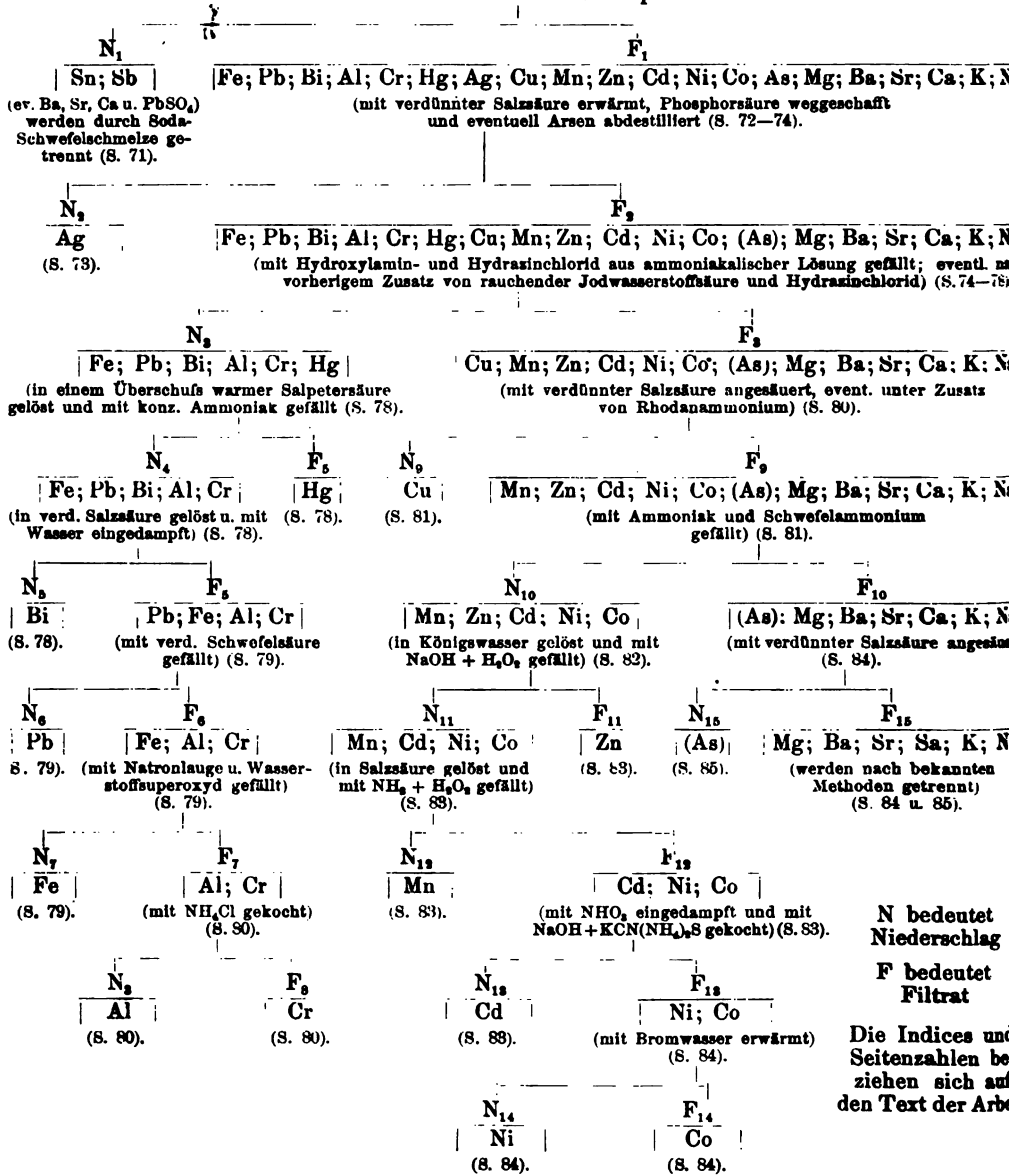 N₁ F₁
| Sn; Sb | |Fe; Pb; Bi; Al; Cr; Hg; Ag; Cu; Mn; Zn; Cd; Ni; Co; As; Mg; Ba; Sr; Ca; K; N
(ev. Ba, Sr, Ca u. PbSO₄) (mit verdünnter Salzsäure erwärmt, Phosphorsäure weggeschafft
werden durch Soda- und eventuell Arsen abdestilliert (S. 72—74).
Schwefelschmelze ge-
trennt (S. 71).
N₂ F₂
Ag |Fe; Pb; Bi; Al; Cr; Hg; Cu; Mn; Zn; Cd; Ni; Co; (As); Mg; Ba; Sr; Ca; K; N
(S. 73). (mit Hydroxylamin- und Hydrazinchlorid aus ammoniakalischer Lösung gefällt; eventl.
vorherigem Zusatz von rauchender Jodwasserstoffsäure und Hydrazinchlorid) (S. 74—78)
N₃ F₃
| Fe; Pb; Bi; Al; Cr; Hg | Cu; Mn; Zn; Cd; Ni; Co; (As); Mg; Ba; Sr; Ca; K; Na
(in einem Überschuſs warmer Salpetersäure (mit verdünnter Salzsäure angesäuert, event. unter Zusatz
gelöst und mit konz. Ammoniak gefällt (S. 78). von Rhodanammonium) (S. 80).
N₄ F₅ N₉ F₉
| Fe; Pb; Bi; Al; Cr | | Hg | Cu | | Mn; Zn; Cd; Ni; Co; (As); Mg; Ba; Sr; Ca; K; Na
(in verd. Salzsäure gelöst u. mit (S. 78). (S. 81). (mit Ammoniak und Schwefelammonium
Wasser eingedampft) (S. 78). gefällt) (S. 81).
N₅ F₅ N₁₀ F₁₀
| Bi | | Pb; Fe; Al; Cr | | Mn; Zn; Cd; Ni; Co | |(As); Mg; Ba; Sr; Ca; K; N
(S. 78). (mit verd. Schwefelsäure (in Königswasser gelöst und mit (mit verdünnter Salzsäure
gefällt) (S. 79). NaOH + H₂O₂ gefällt) (S. 82). (S. 84).
N₆ F₆ N₁₁ F₁₁ N₁₅ F₁₅
| Pb | | Fe; Al; Cr | | Mn; Cd; Ni; Co | | Zn | (As) | | Mg; Ba; Sr; Sa; K; N
S. 79). (mit Natronlauge u. Wasser- (in Salzsäure gelöst und (S. 83). (S. 85). (werden nach bekannten
stoffsuperoxyd gefällt) mit NH₃ + H₂O₂ gefällt) Methoden getrennt)
(S. 79). (S. 83). (S. 84 u. 85).
N₇ F₇ N₁₂ F₁₂
| Fe | | Al; Cr | | Mn | | Cd; Ni; Co |
(S. 79). (mit NH₄Cl gekocht) (S. 83). (mit NHO₃ eingedampft und mit
(S. 80). NaOH + KCN(NH₄)₂S gekocht) (S. 83).
N bedeutet
Niederschlag
N₈ F₈ N₁₃ F₁₃
| Al | Cr | Cd | | Ni; Co |
(S. 80). (S. 80). (S. 83). (mit Bromwasser erwärmt)
(S. 84).
F bedeutet
Filtrat
Die Indices und
Seitenzahlen be
ziehen sich auf
den Text der Arbe
N₁₄ F₁₄
| Ni | | Co |
(S. 84). (S. 84).